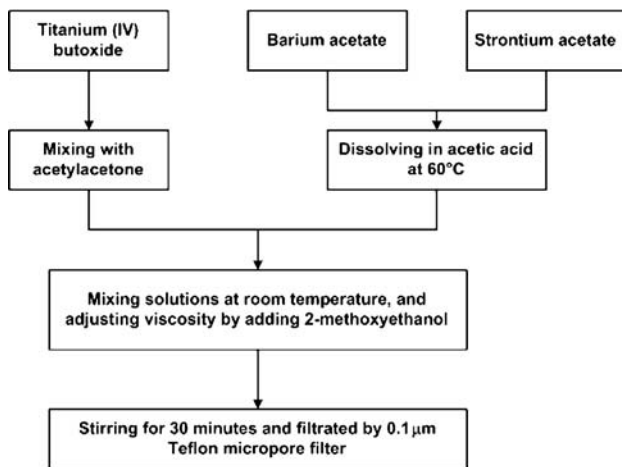 Titanium (IV)
butoxide
Barium acetate
Strontium acetate
Mixing with
acetylacetone
Dissolving in acetic acid
at 60°C
Mixing solutions at room temperature, and
adjusting viscosity by adding 2-methoxyethanol
Stirring for 30 minutes and filtrated by 0.1μm
Teflon micropore filter